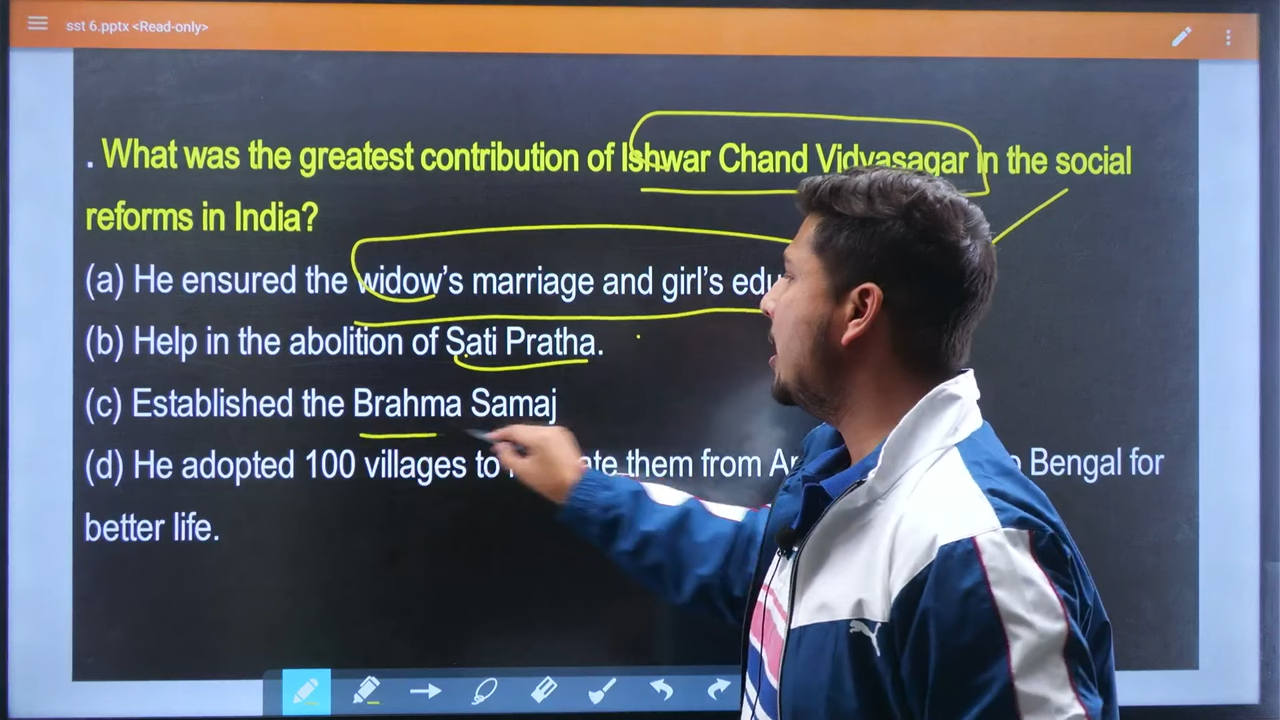 sst 6.pptx <Read-only>
. What was the greatest contribution of Ishwar Chand Vidyasagar in the social
reforms in India?
(a) He ensured the widow's marriage and girl's
(b) Help in the abolition of Sati Pratha.
(c) Established the Brahma Samaj
(d) He adopted 100 villages to them from Bengal for
better life.